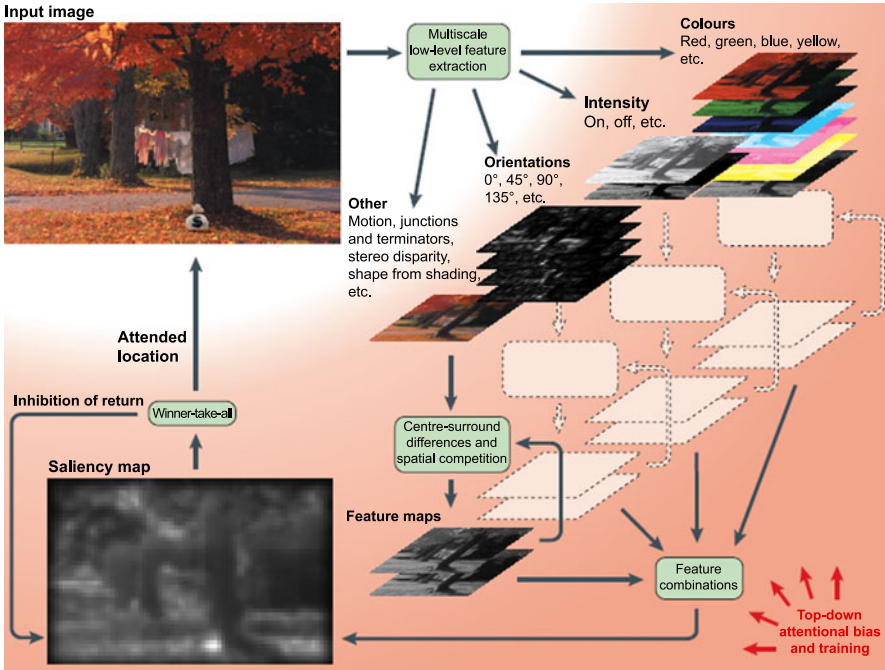 Input image
Multiscale
low-level feature
extraction
Colours
Red, green, blue, yellow,
etc.
Intensity
On, off, etc.
Orientations
0°, 45°, 90°,
135°, etc.
Other
Motion, junctions
and terminators,
stereo disparity,
shape from shading,
etc.
$
Attended
location
Inhibition of return
Winner-take-all
Centre-surround
differences and
spatial competition
Saliency map
Feature maps
Feature
combinations
Top-down
attentional bias
and training